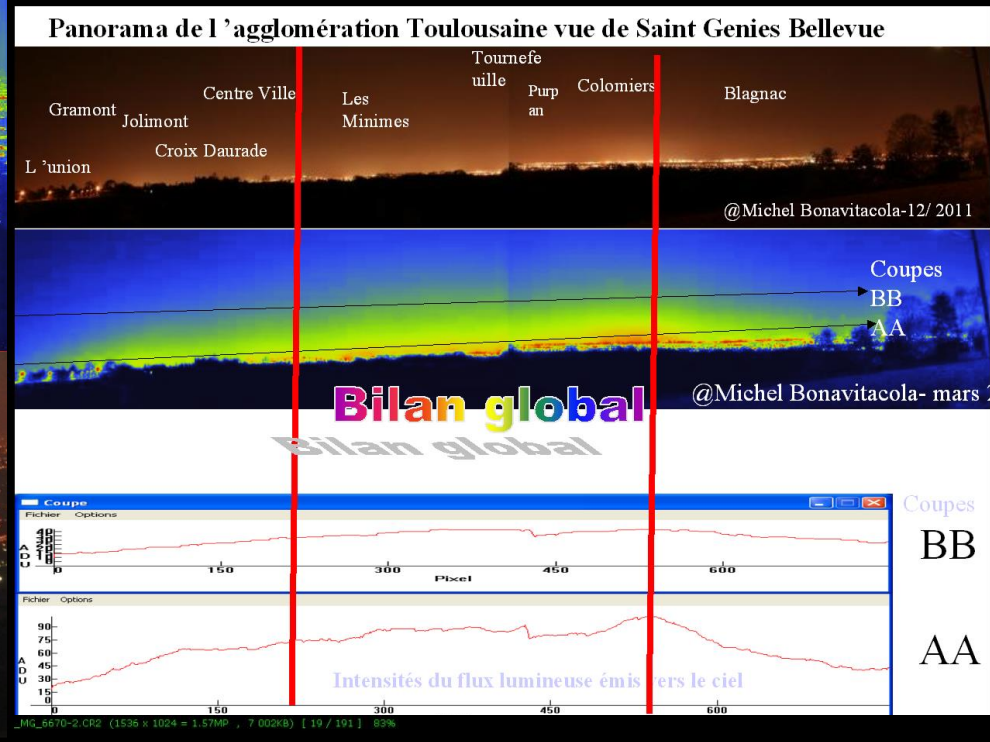 Panorama de l ’agglomération Toulousaine vue de Saint Genies Bellevue
Tournefe
uille
Centre Ville
Les
Minimes
Purp
an
Colomiers
Blagnac
Gramont
Jolimont
Croix Daurade
L ’union
@Michel Bonavitacola-12/ 2011
Coupes
BB
AA
@Michel Bonavitacola- mars 2
Bilan global
Coupe
Fichier Options
ADU
0 150 300 450 600
Pixel
Coupes
BB
Fichier Options
90
75
60
45
30
15
0
ADU
150 300 450 600
AA
Intensités du flux lumineuse émis vers le ciel
_MG_6670-2.CR2 (1536 x 1024 = 1.57MP , 7 002KB) [ 19 / 191 ] 83%